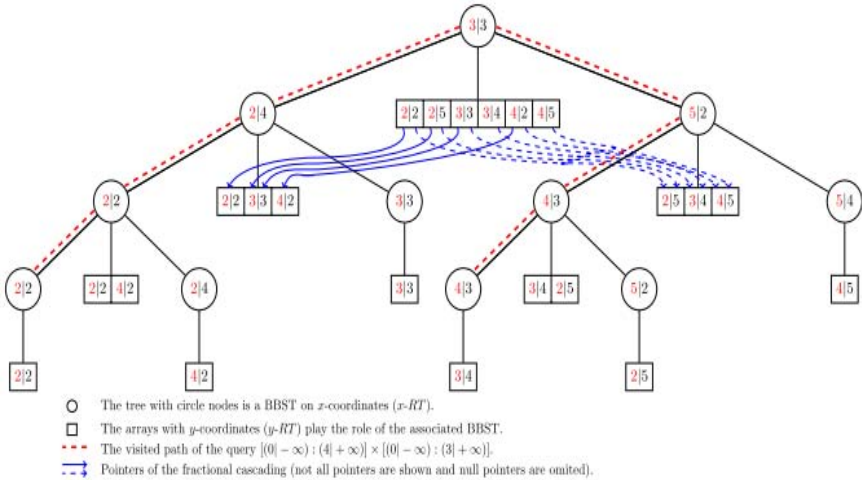 3|3
2|4
2|2 2|5 3|3 3|4 4|2 4|5
5|2
2|2
2|2 3|3 4|2
3|3
4|3
2|5 3|4 4|5
5|4
2|2
2|2 4|2
2|4
3|3
4|3
3|4 2|5
5|2
4|5
2|2
4|2
3|4
2|5
The tree with circle nodes is a BBST on x-coordinates (x-RT).
The arrays with y-coordinates (y-RT) play the role of the associated BBST.
The visited path of the query [(0| − ∞) : (4| + ∞)] × [(0| − ∞) : (3| + ∞)].
Pointers of the fractional cascading (not all pointers are shown and null pointers are omited).